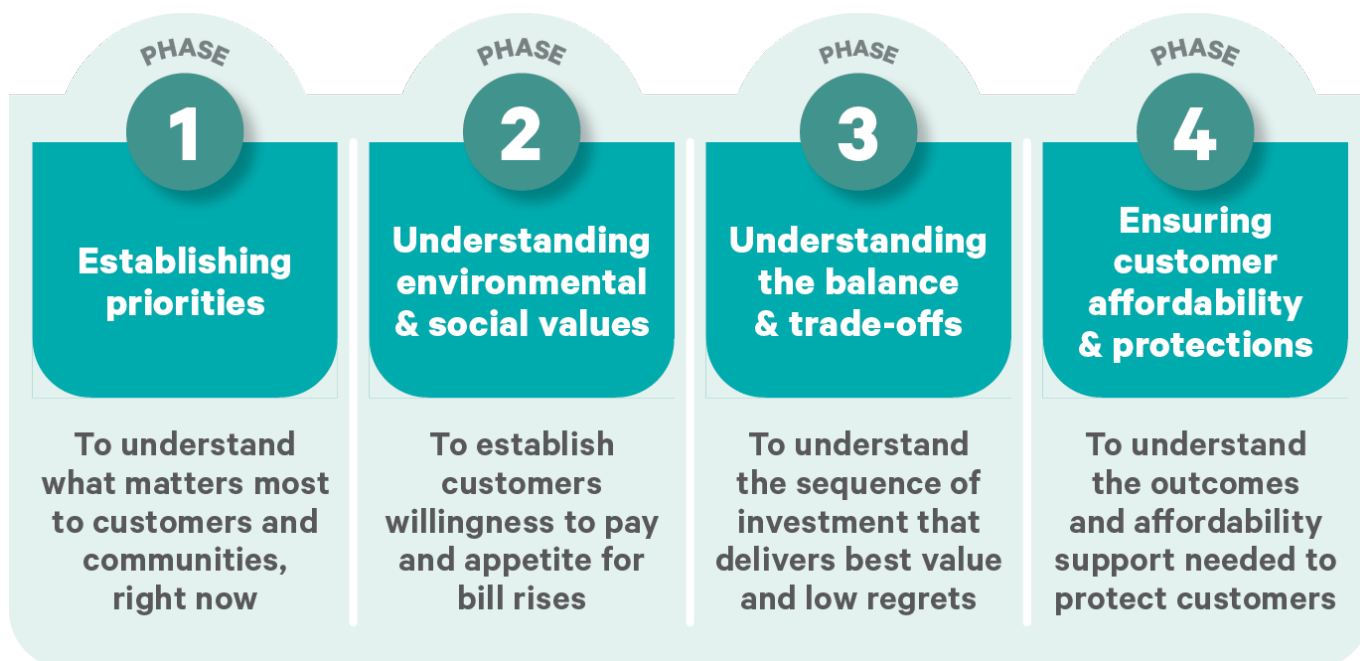 PHASE
1
Establishing
priorities
To understand
what matters most
to customers and
communities,
right now
PHASE
2
Understanding
environmental
& social values
To establish
customers
willingness to pay
and appetite for
bill rises
PHASE
3
Understanding
the balance
& trade-offs
To understand
the sequence of
investment that
delivers best value
and low regrets
PHASE
4
Ensuring
customer
affordability
& protections
To understand
the outcomes
and affordability
support needed to
protect customers